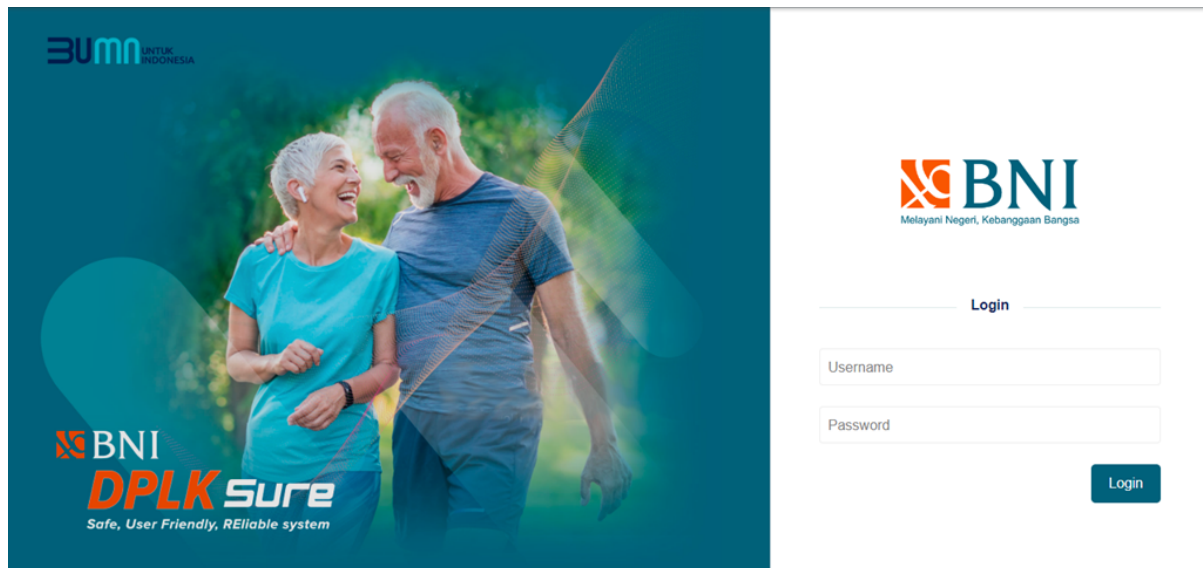 BUMN UNTUK
INDONESIA
BNI
DPLK Sure
Safe, User Friendly, REliable system
BNI
Melayani Negeri, Kebanggaan Bangsa
Login
Username
Password
Login